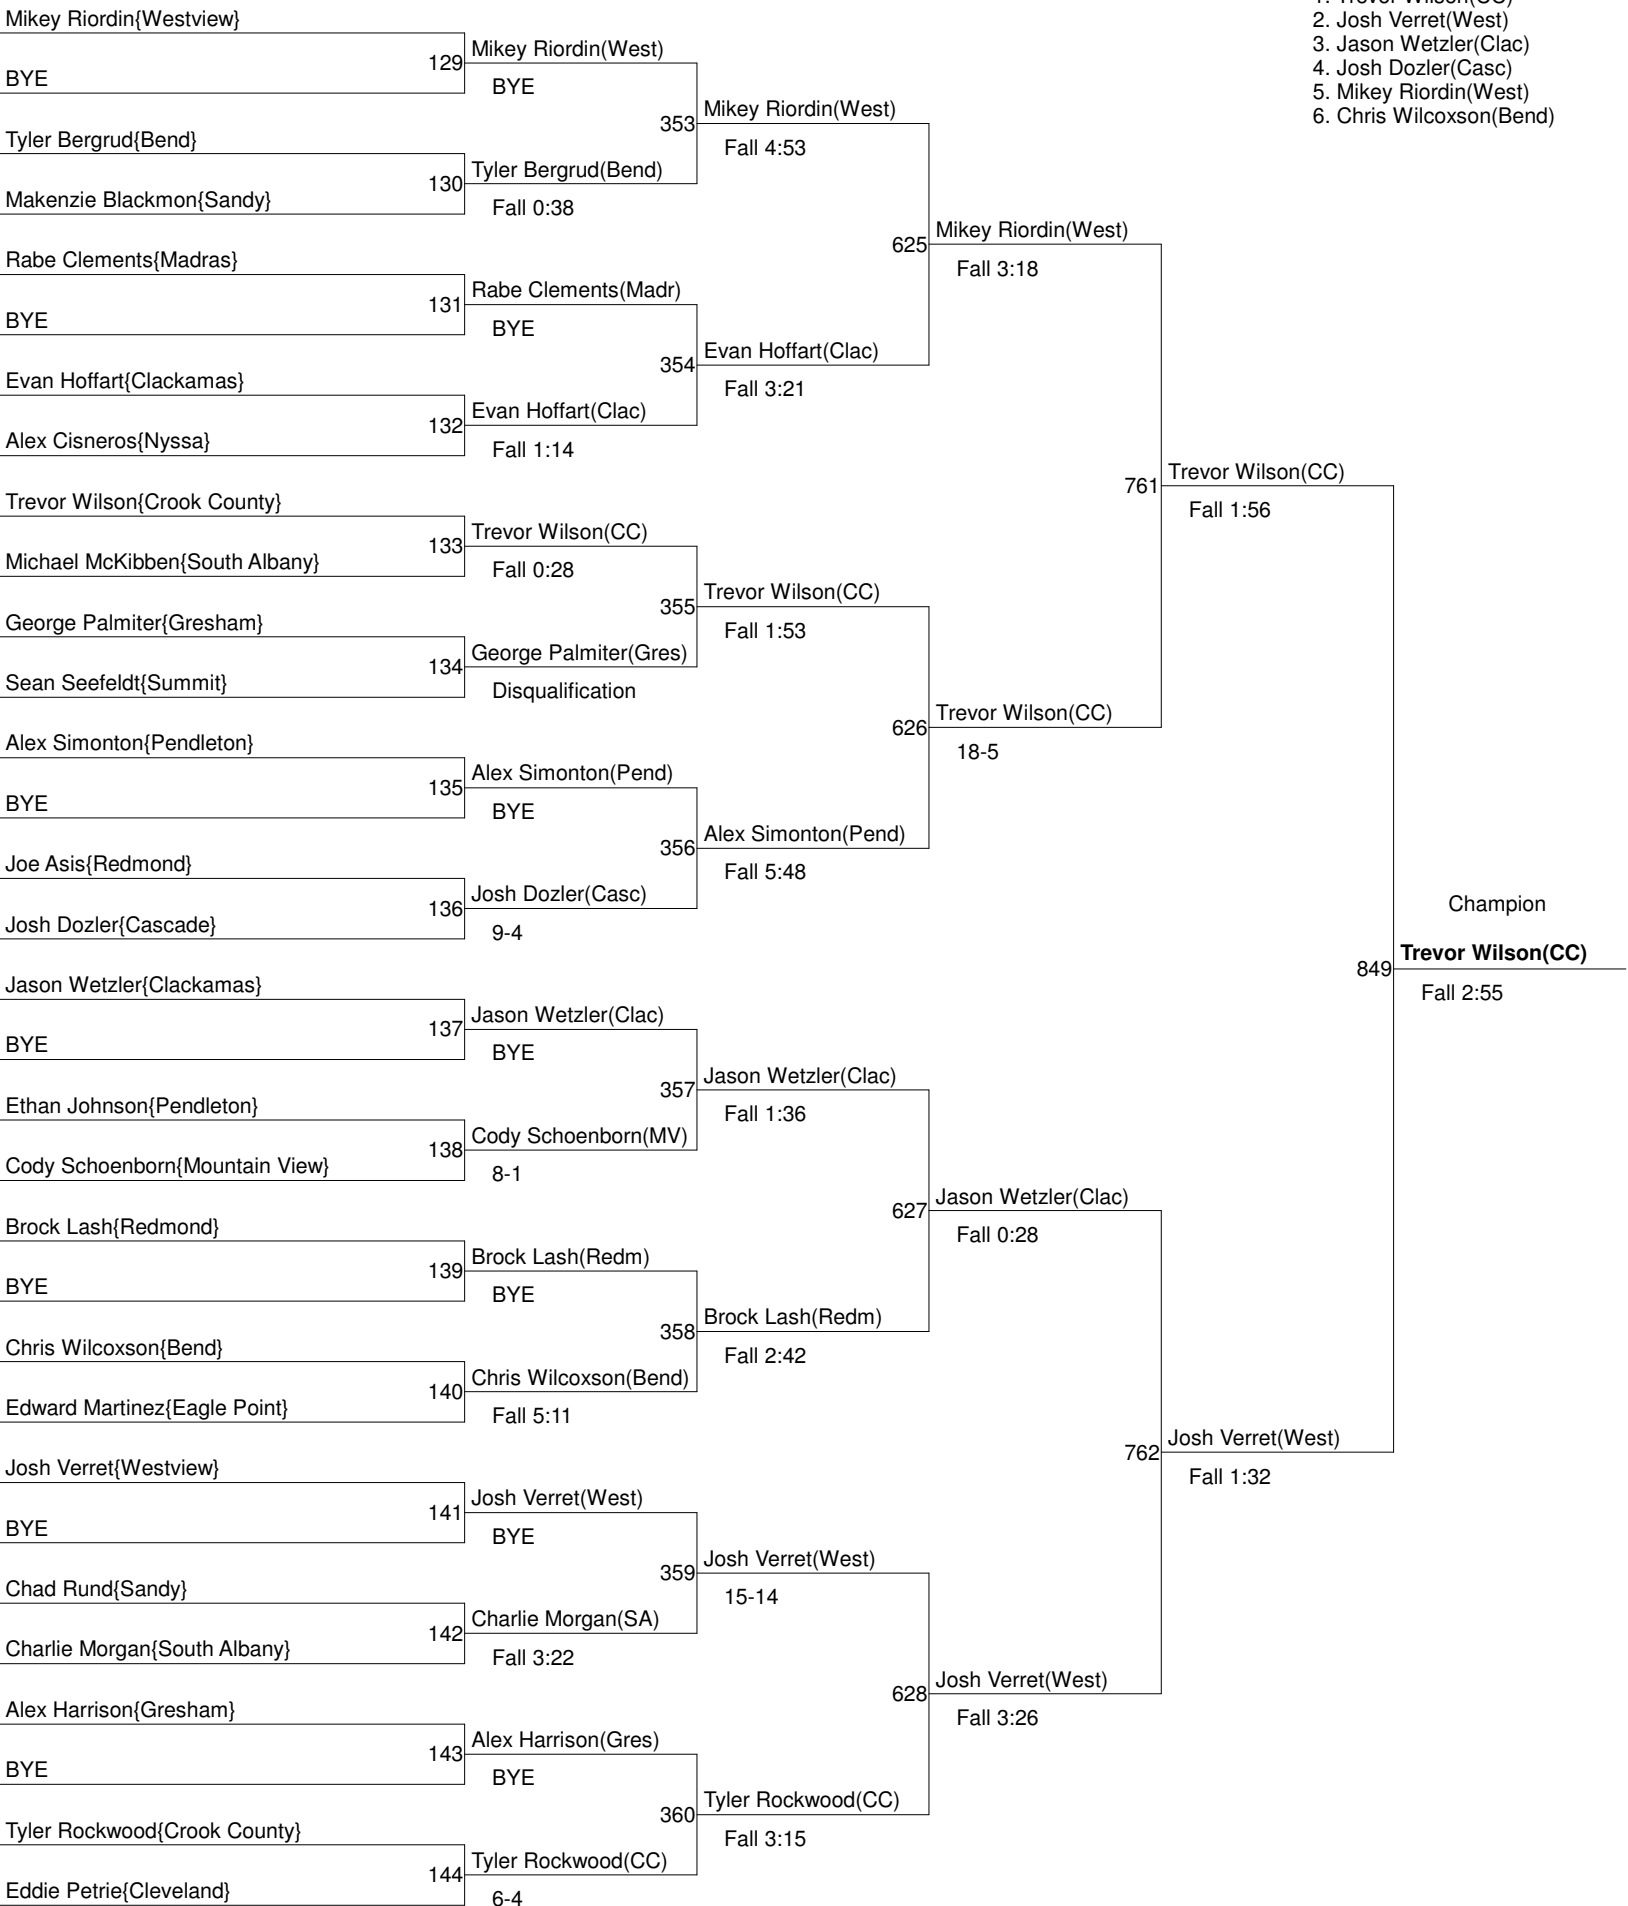 1. Trevor Wilson(CC)
2. Josh Verret(West)
3. Jason Wetzler(Clac)
4. Josh Dozler(Casc)
5. Mikey Riordin(West)
6. Chris Wilcoxson(Bend)
Mikey Riordin{Westview}
BYE
Tyler Bergrud{Bend}
Makenzie Blackmon{Sandy}
Rabe Clements{Madras}
BYE
Evan Hoffart{Clackamas}
Alex Cisneros{Nyssa}
Trevor Wilson{Crook County}
Michael McKibben{South Albany}
George Palmiter{Gresham}
Sean Seefeldt{Summit}
Alex Simonton{Pendleton}
BYE
Joe Asis{Redmond}
Josh Dozler{Cascade}
Jason Wetzler{Clackamas}
BYE
Ethan Johnson{Pendleton}
Cody Schoenborn{Mountain View}
Brock Lash{Redmond}
BYE
Chris Wilcoxson{Bend}
Edward Martinez{Eagle Point}
Josh Verret{Westview}
BYE
Chad Rund{Sandy}
Charlie Morgan{South Albany}
Alex Harrison{Gresham}
BYE
Tyler Rockwood{Crook County}
Eddie Petrie{Cleveland}
129
Mikey Riordin(West)
BYE
130
Tyler Bergrud(Bend)
Fall 0:38
131
Rabe Clements(Madr)
BYE
132
Evan Hoffart(Clac)
Fall 1:14
133
Trevor Wilson(CC)
Fall 0:28
134
George Palmiter(Gres)
Disqualification
135
Alex Simonton(Pend)
BYE
136
Josh Dozler(Casc)
9-4
137
Jason Wetzler(Clac)
BYE
138
Cody Schoenborn(MV)
8-1
139
Brock Lash(Redm)
BYE
140
Chris Wilcoxson(Bend)
Fall 5:11
141
Josh Verret(West)
BYE
142
Charlie Morgan(SA)
Fall 3:22
143
Alex Harrison(Gres)
BYE
144
Tyler Rockwood(CC)
6-4
353
Mikey Riordin(West)
Fall 4:53
354
Evan Hoffart(Clac)
Fall 3:21
355
Trevor Wilson(CC)
Fall 1:53
356
Alex Simonton(Pend)
Fall 5:48
357
Jason Wetzler(Clac)
Fall 1:36
358
Brock Lash(Redm)
Fall 2:42
359
Josh Verret(West)
15-14
360
Tyler Rockwood(CC)
Fall 3:15
625
Mikey Riordin(West)
Fall 3:18
626
Trevor Wilson(CC)
18-5
627
Jason Wetzler(Clac)
Fall 0:28
628
Josh Verret(West)
Fall 3:26
761
Trevor Wilson(CC)
Fall 1:56
762
Josh Verret(West)
Fall 1:32
Champion
849
Trevor Wilson(CC)
Fall 2:55